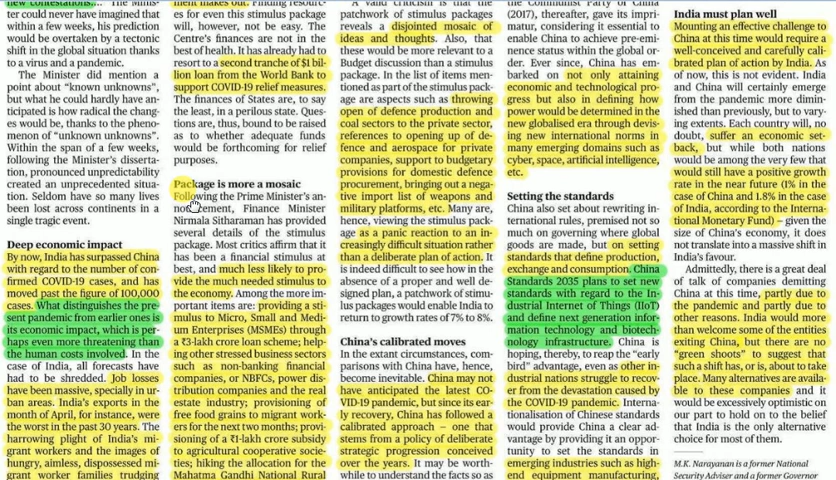 new contestations.... The Minis-
ter could never have imagined that
within a few weeks, his prediction
would be overtaken by a tectonic
shift in the global situation thanks
to a virus and a pandemic.
The Minister did mention a
point about "known unknowns",
but what he could hardly have an-
ticipated is how radical the chang-
es would be, thanks to the pheno-
menon of "unknown unknowns".
Within the span of a few weeks,
following the Minister's disserta-
tion, pronounced unpredictability
created an unprecedented situa-
tion. Seldom have so many lives
been lost across continents in a
single tragic event.
Deep economic impact
By now, India has surpassed China
with regard to the number of con-
firmed COVID-19 cases, and has
moved past the figure of 100,000
cases. What distinguishes the pre-
sent pandemic from earlier ones is
its economic impact, which is per-
haps even more threatening than
the human costs involved. In the
case of India, all forecasts have
had to be shredded. Job losses
have been massive, specially in ur-
ban areas. India's exports in the
month of April, for instance, were
the worst in the past 30 years. The
harrowing plight of India's mi-
grant workers and the images of
hungry, aimless, dispossessed mi-
grant worker families trudging
them makes out. Finding resourc-
es for even this stimulus package
will, however, not be easy. The
Centre's finances are not in the
best of health. It has already had to
resort to a second tranche of $1 bil-
lion loan from the World Bank to
support COVID-19 relief measures.
The finances of States are, to say
the least, in a perilous state. Ques-
tions are, thus, bound to be raised
as to whether adequate funds
would be forthcoming for relief
purposes.
Package is more a mosaic
Following the Prime Minister's an-
nouncement, Finance Minister
Nirmala Sitharaman has provided
several details of the stimulus
package. Most critics affirm that it
has been a financial stimulus at
best, and much less likely to pro-
vide the much needed stimulus to
the economy. Among the more im-
portant items are: providing a sti-
mulus to Micro, Small and Medi-
um Enterprises (MSMEs) through
a ₹3-lakh crore loan scheme; help-
ing other stressed business sectors
such as non-banking financial
companies, or NBFCs, power dis-
tribution companies and the real
estate industry; provisioning of
free food grains to migrant work-
ers for the next two months; provi-
sioning of a ₹1-lakh crore subsidy
to agricultural cooperative socie-
ties; hiking the allocation for the
Mahatma Gandhi National Rural
A valid criticism is that the
patchwork of stimulus packages
reveals a disjointed mosaic of
ideas and thoughts. Also, that
these would be more relevant to a
Budget discussion than a stimulus
package. In the list of items men-
tioned as part of the stimulus pack-
age are aspects such as throwing
open of defence production and
coal sectors to the private sector,
references to opening up of de-
fence and aerospace for private
companies, support to budgetary
provisions for domestic defence
procurement, bringing out a nega-
tive import list of weapons and
military platforms, etc. Many are,
hence, viewing the stimulus pack-
age as a panic reaction to an in-
creasingly difficult situation rather
than a deliberate plan of action. It
is indeed difficult to see how in the
absence of a proper and well de-
signed plan, a patchwork of stimu-
lus packages would enable India to
return to growth rates of 7% to 8%.
China's calibrated moves
In the extant circumstances, com-
parisons with China have, hence,
become inevitable. China may not
have anticipated the latest CO-
VID-19 pandemic, but since its ear-
ly recovery, China has followed a
calibrated approach – one that
stems from a policy of deliberate
strategic progression conceived
over the years. It may be worth-
while to understand the facts so as
the Communist Party of China
(2017), thereafter, gave its impri-
matur, considering it essential to
enable China to achieve pre-emi-
nence status within the global or-
der. Ever since, China has em-
barked on not only attaining
economic and technological pro-
gress but also in defining how
power would be determined in the
new globalised era through devis-
ing new international norms in
many emerging domains such as
cyber, space, artificial intelligence,
etc.
Setting the standards
China also set about rewriting in-
ternational rules, premised not so
much on governing where global
goods are made, but on setting
standards that define production,
exchange and consumption. China
Standards 2035 plans to set new
standards with regard to the In-
dustrial Internet of Things (IIoT)
and define next generation infor-
mation technology and biotech-
nology infrastructure. China is
hoping, thereby, to reap the "early
bird" advantage, even as other in-
dustrial nations struggle to recov-
er from the devastation caused by
the COVID-19 pandemic. Interna-
tionalisation of Chinese standards
would provide China a clear ad-
vantage by providing it an oppor-
tunity to set the standards in
emerging industries such as high-
end equipment manufacturing,
India must plan well
Mounting an effective challenge to
China at this time would require a
well-conceived and carefully cali-
brated plan of action by India. As
of now, this is not evident. India
and China will certainly emerge
from the pandemic more dimin-
ished than previously, but to vary-
ing extents. Each country will, no
doubt, suffer an economic set-
back, but while both nations
would be among the very few that
would still have a positive growth
rate in the near future (1% in the
case of China and 1.8% in the case
of India, according to the Interna-
tional Monetary Fund) – given the
size of China's economy, it does
not translate into a massive shift in
India's favour.
Admittedly, there is a great deal
of talk of companies demitting
China at this time, partly due to
the pandemic and partly due to
other reasons. India would more
than welcome some of the entities
exiting China, but there are no
"green shoots" to suggest that
such a shift has, or is, about to take
place. Many alternatives are availa-
ble to these companies and it
would be excessively optimistic on
our part to hold on to the belief
that India is the only alternative
choice for most of them.
M.K. Narayanan is a former National
Security Adviser and a former Governor